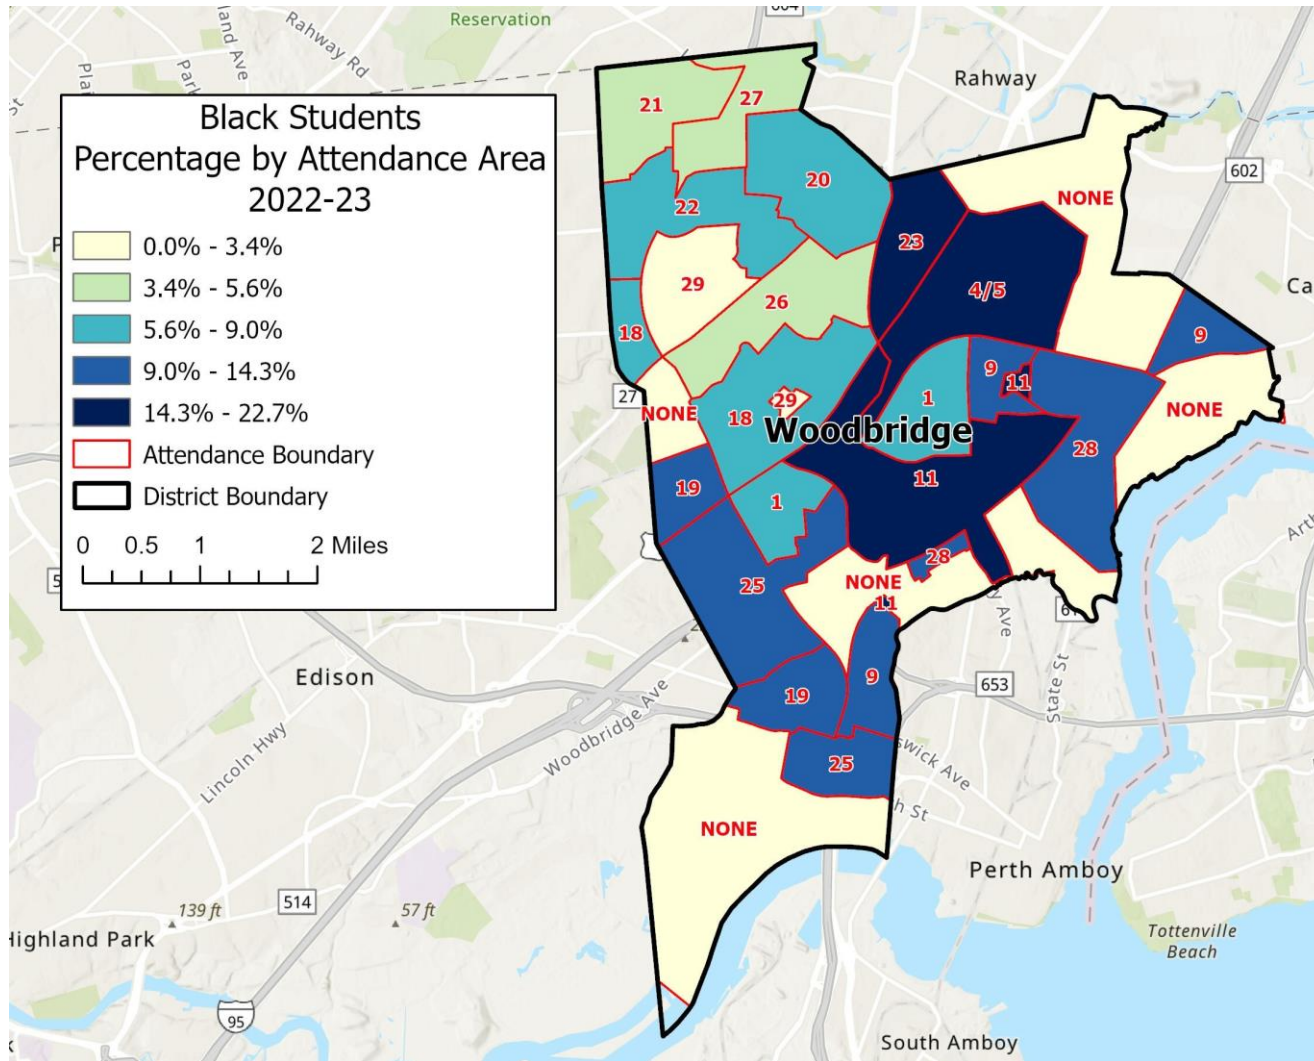 Reservation
604
Rahway Rd
Rahway
Black Students
Percentage by Attendance Area
2022-23
0.0% - 3.4%
3.4% - 5.6%
5.6% - 9.0%
9.0% - 14.3%
14.3% - 22.7%
Attendance Boundary
District Boundary
0 0.5 1 2 Miles
21
27
20
22
23
NONE
602
29
26
4/5
18
9
27
NONE
29
18
1
9
11
NONE
Woodbridge
28
19
1
11
25
NONE
28
11
Ave
State St
Edison
Woodbridge Ave
19
9
653
25
Lincoln Hwy
NONE
Perth Amboy
514
139 ft
57 ft
Highland Park
Tottenville
Beach
95
South Amboy